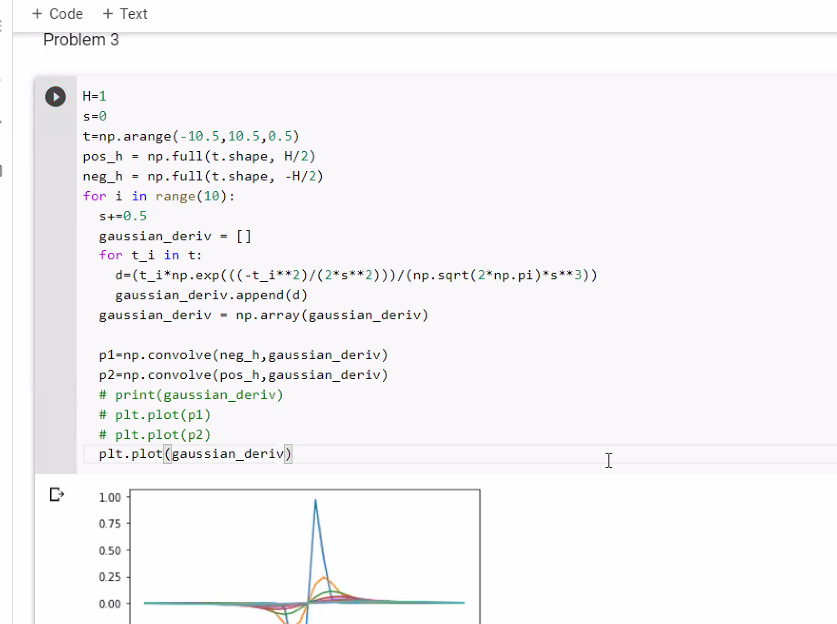 + Code + Text
Problem 3
H=1
s=0
t=np.arange(-10.5,10.5,0.5)
pos_h = np.full(t.shape, H/2)
neg_h = np.full(t.shape, -H/2)
for i in range(10):
  s+=0.5
  gaussian_deriv = []
  for t_i in t:
    d=(t_i*np.exp(((-t_i**2)/(2*s**2)))/(np.sqrt(2*np.pi)*s**3))
    gaussian_deriv.append(d)
  gaussian_deriv = np.array(gaussian_deriv)
  p1=np.convolve(neg_h,gaussian_deriv)
  p2=np.convolve(pos_h,gaussian_deriv)
  # print(gaussian_deriv)
  # plt.plot(p1)
  # plt.plot(p2)
  plt.plot(gaussian_deriv)
1.00
0.75
0.50
0.25
0.00